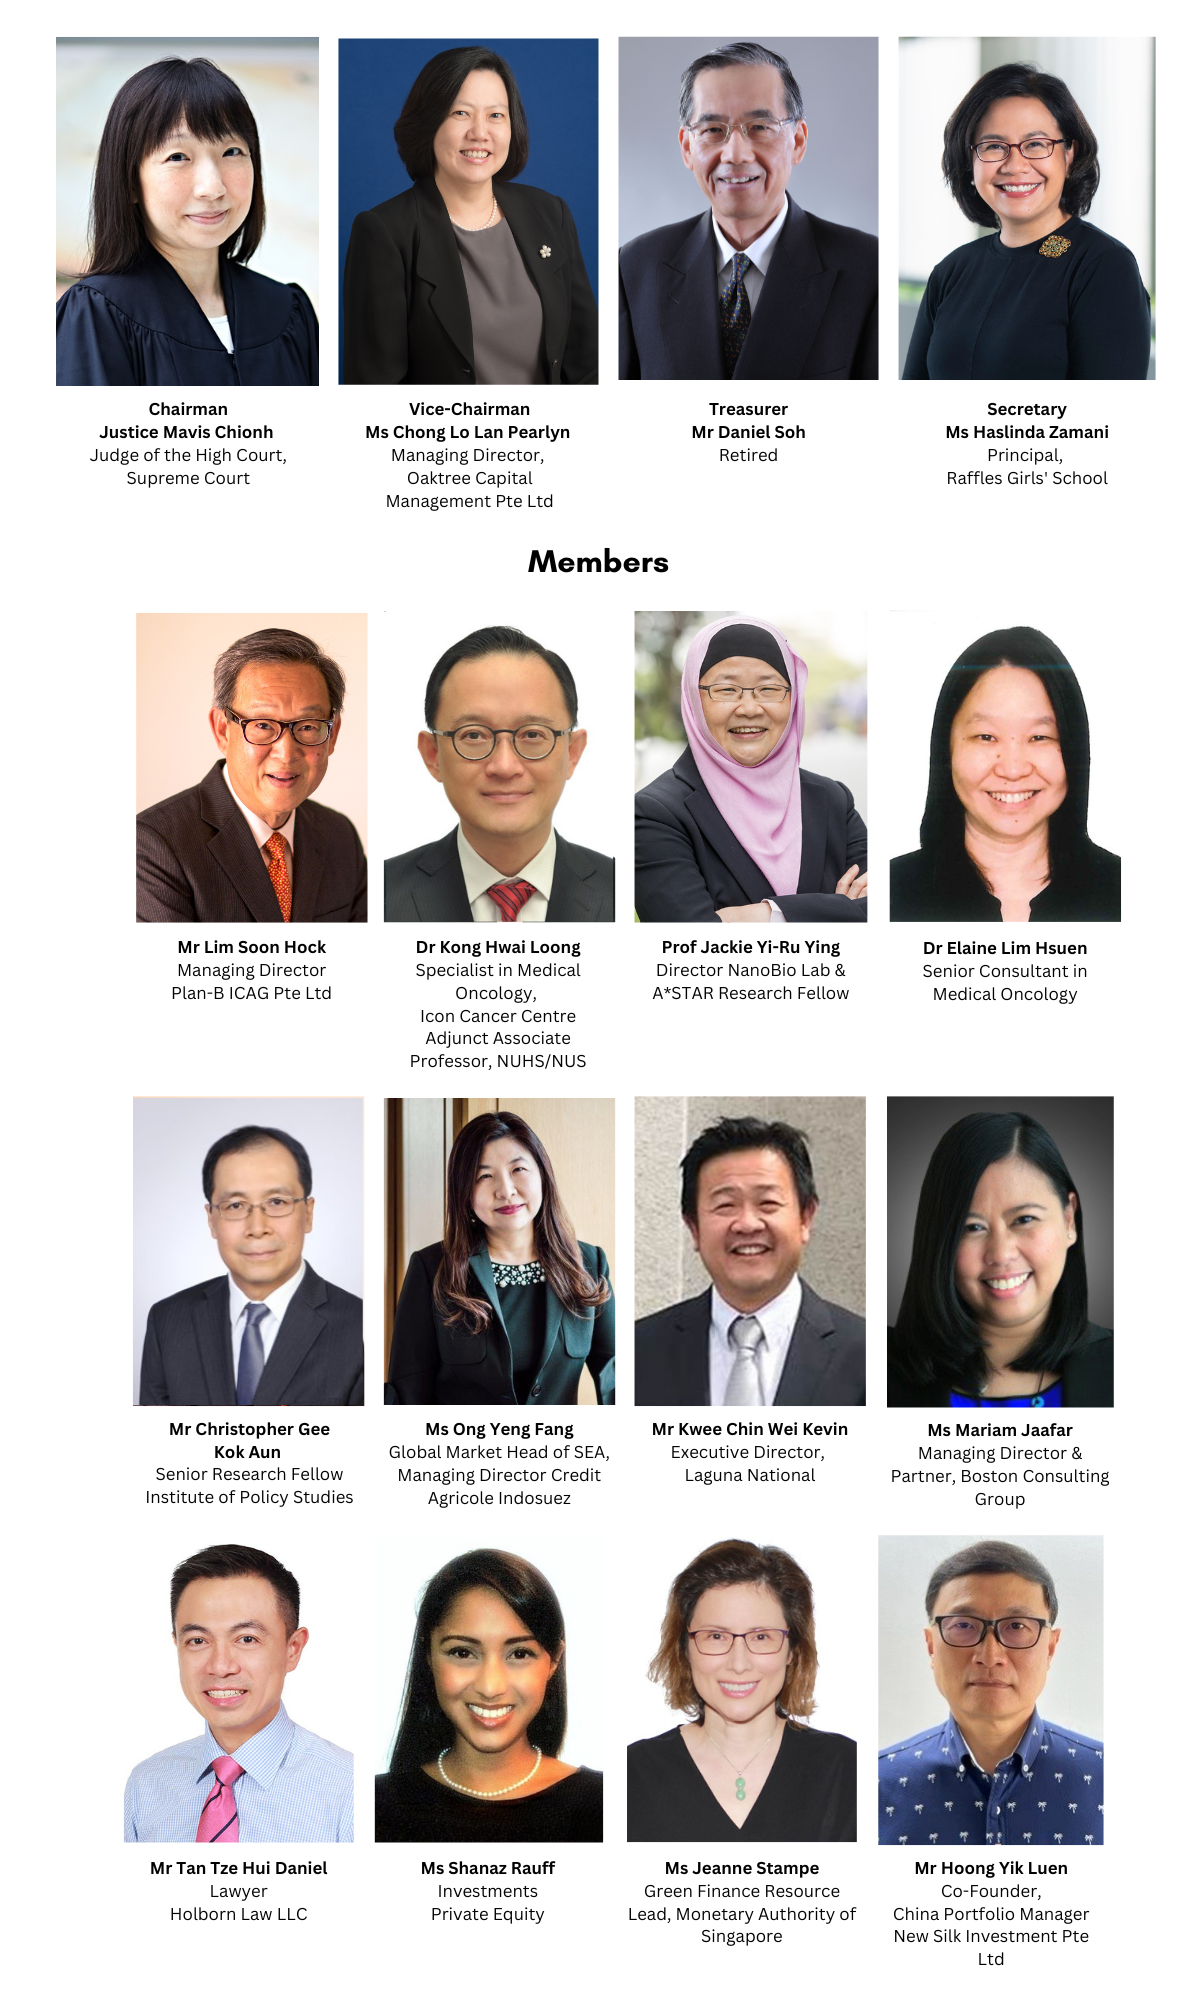 Chairman
Justice Mavis Chionh
Judge of the High Court,
Supreme Court
Vice-Chairman
Ms Chong Lo Lan Pearlyn
Managing Director,
Oaktree Capital
Management Pte Ltd
Treasurer
Mr Daniel Soh
Retired
Secretary
Ms Haslinda Zamani
Principal,
Raffles Girls' School
Members
Mr Lim Soon Hock
Managing Director
Plan-B ICAG Pte Ltd
Dr Kong Hwai Loong
Specialist in Medical
Oncology,
Icon Cancer Centre
Adjunct Associate
Professor, NUHS/NUS
Prof Jackie Yi-Ru Ying
Director NanoBio Lab &
A*STAR Research Fellow
Dr Elaine Lim Hsuen
Senior Consultant in
Medical Oncology
Mr Christopher Gee
Kok Aun
Senior Research Fellow
Institute of Policy Studies
Ms Ong Yeng Fang
Global Market Head of SEA,
Managing Director Credit
Agricole Indosuez
Mr Kwee Chin Wei Kevin
Executive Director,
Laguna National
Ms Mariam Jaafar
Managing Director &
Partner, Boston Consulting
Group
Mr Tan Tze Hui Daniel
Lawyer
Holborn Law LLC
Ms Shanaz Rauff
Investments
Private Equity
Ms Jeanne Stampe
Green Finance Resource
Lead, Monetary Authority of
Singapore
Mr Hoong Yik Luen
Co-Founder,
China Portfolio Manager
New Silk Investment Pte
Ltd